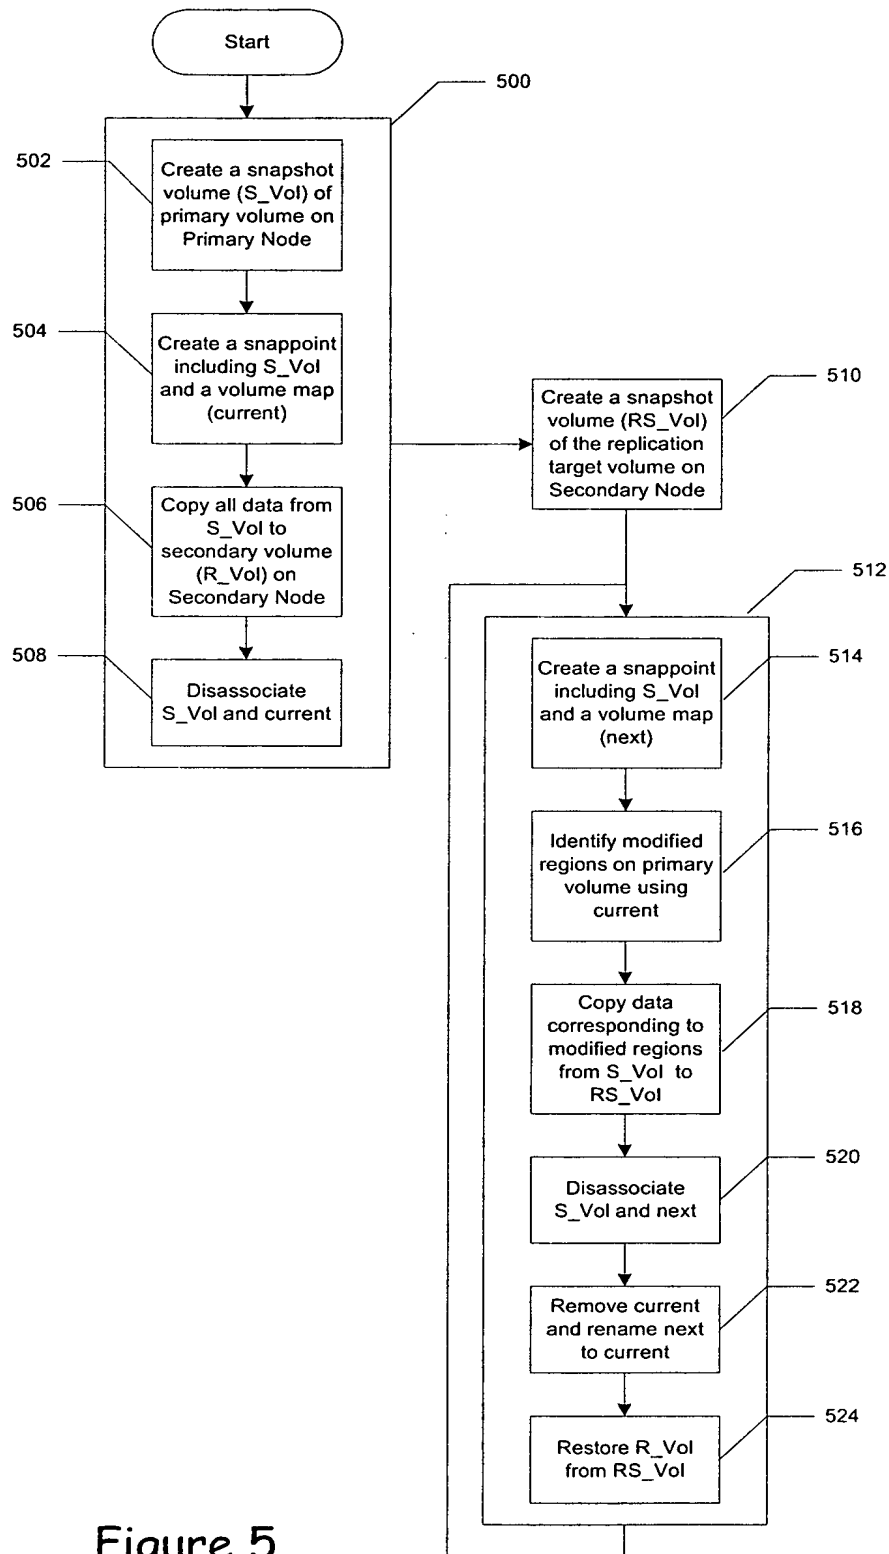 Start
500
502
Create a snapshot
volume (S_Vol) of
primary volume on
Primary Node
504
Create a snappoint
including S_Vol
and a volume map
(current)
506
Copy all data from
S_Vol to
secondary volume
(R_Vol) on
Secondary Node
508
Disassociate
S_Vol and current
510
Create a snapshot
volume (RS_Vol)
of the replication
target volume on
Secondary Node
512
514
Create a snappoint
including S_Vol
and a volume map
(next)
516
Identify modified
regions on primary
volume using
current
518
Copy data
corresponding to
modified regions
from S_Vol to
RS_Vol
520
Disassociate
S_Vol and next
522
Remove current
and rename next
to current
524
Restore R_Vol
from RS_Vol
Figure 5